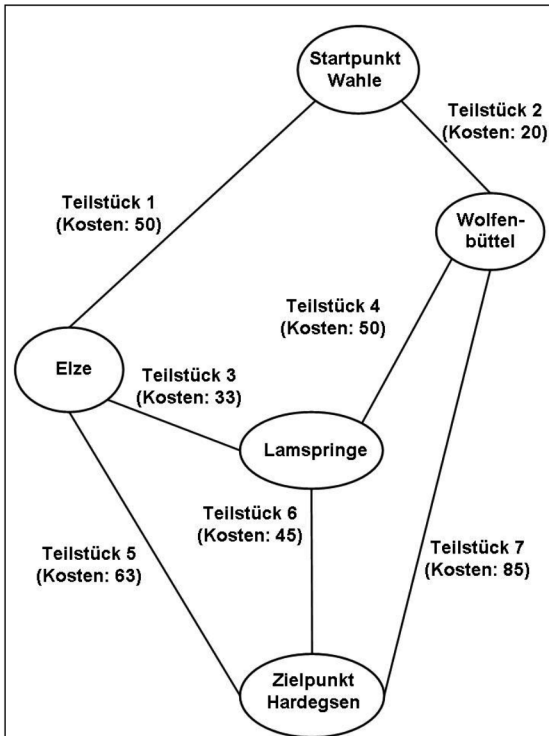 Startpunkt
Wahle
Teilstück 2
(Kosten: 20)
Teilstück 1
(Kosten: 50)
Wolfen-
büttel
Teilstück 4
(Kosten: 50)
Elze
Teilstück 3
(Kosten: 33)
Lamspringe
Teilstück 6
(Kosten: 45)
Teilstück 5
(Kosten: 63)
Teilstück 7
(Kosten: 85)
Zielpunkt
Hardegsen